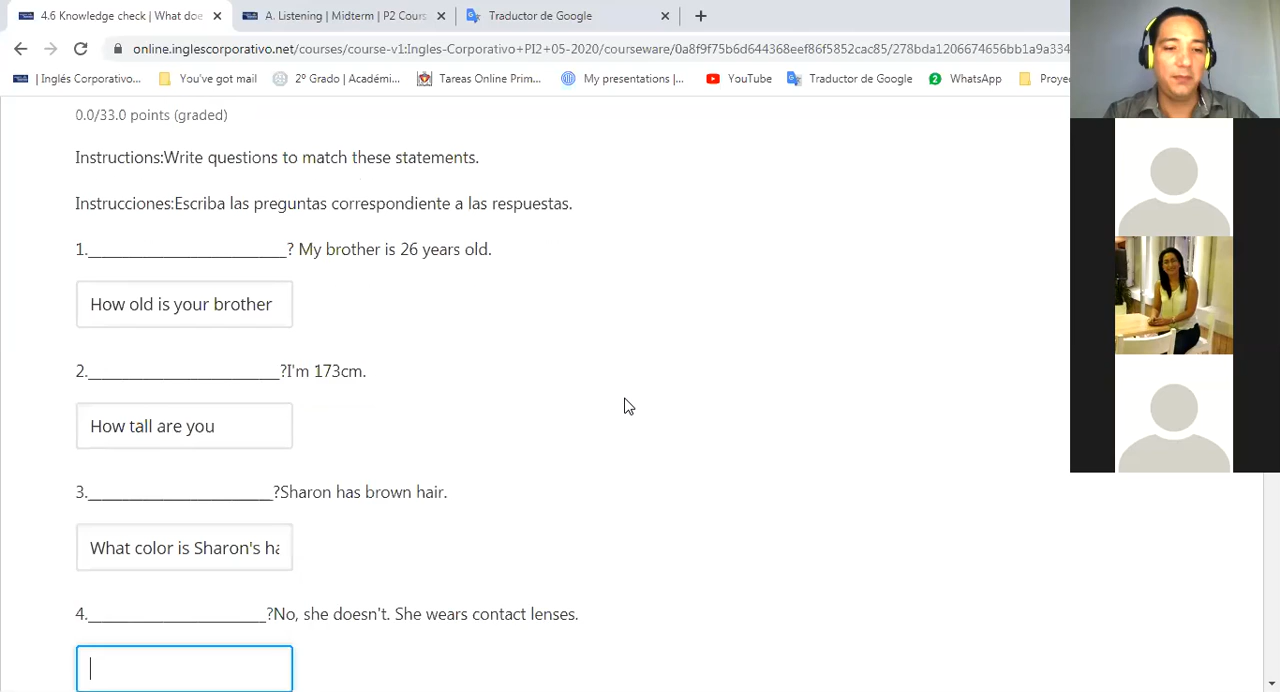 4.6 Knowledge check | What doe
A. Listening | Midterm | P2 Cours
Traductor de Google
online.inglescorporativo.net/courses/course-v1:Ingles-Corporativo+PI2+05-2020/courseware/0a8f9f75b6d644368eef86f5852cac85/278bda1206674656bb1a9a334
| Inglés Corporativo...
You've got mail
2º Grado | Académi...
Tareas Online Prim...
My presentations |...
YouTube
Traductor de Google
2
WhatsApp
Proye
0.0/33.0 points (graded)
Instructions:Write questions to match these statements.
Instrucciones:Escriba las preguntas correspondiente a las respuestas.
1.________________________? My brother is 26 years old.
How old is your brother
2._______________________?I'm 173cm.
How tall are you
3.______________________?Sharon has brown hair.
What color is Sharon's ha
4._____________________?No, she doesn't. She wears contact lenses.